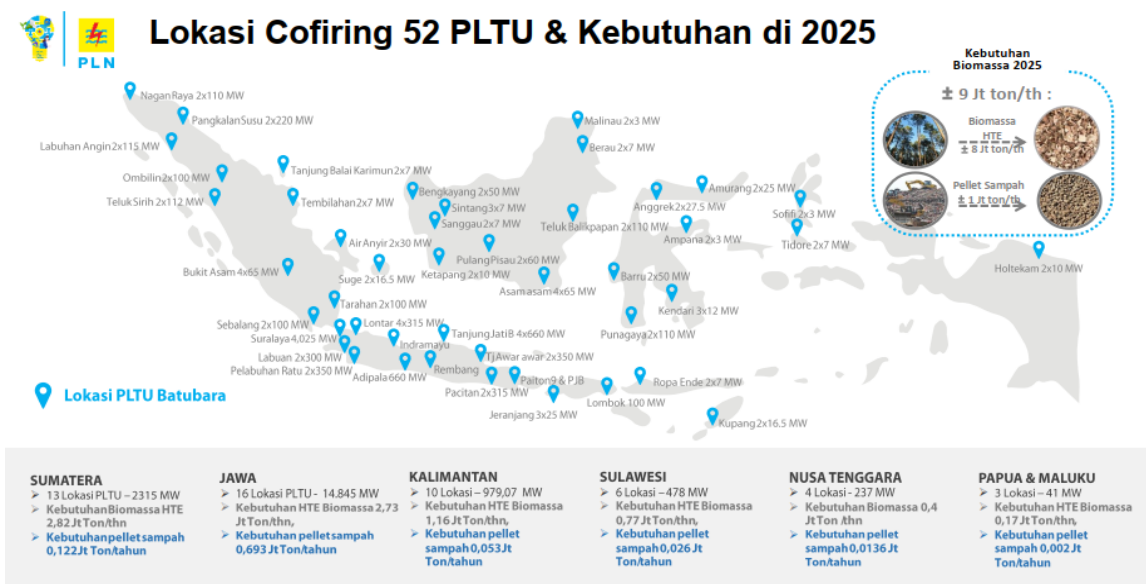 Lokasi Cofiring 52 PLTU & Kebutuhan di 2025
PLN
Kebutuhan
Biomassa 2025
± 9 Jt ton/th :
Biomassa
HTE
± 8 Jt ton/th
Pellet Sampah
± 1 Jt ton/th
Nagan Raya 2x110 MW
Pangkalan Susu 2x220 MW
Labuhan Angin 2x115 MW
Ombilin 2x100 MW
Teluk Sirih 2x112 MW
Tanjung Balai Karimun 2x7 MW
Tembilahan 2x7 MW
Bengkayang 2x50 MW
Sintang 3x7 MW
Sanggau 2x7 MW
Malinau 2x3 MW
Berau 2x7 MW
Teluk Balikpapan 2x110 MW
Anggrek 2x27.5 MW
Amurang 2x25 MW
Ampana 2x3 MW
Sofifi 2x3 MW
Tidore 2x7 MW
Holtekam 2x10 MW
Air Anyir 2x30 MW
Suge 2x16.5 MW
Bukit Asam 4x65 MW
Ketapang 2x10 MW
Pulang Pisau 2x60 MW
Asam asam 4x65 MW
Barru 2x50 MW
Kendari 3x12 MW
Punagaya 2x110 MW
Tarahan 2x100 MW
Sebalang 2x100 MW
Lontar 4x315 MW
Suralaya 4,025 MW
Labuan 2x300 MW
Pelabuhan Ratu 2x350 MW
Indramayu
Adipala 660 MW
Rembang
Tanjung Jati B 4x660 MW
Tj Awar awar 2x350 MW
Pacitan 2x315 MW
Paiton 9 & PJB
Jeranjang 3x25 MW
Lombok 100 MW
Ropa Ende 2x7 MW
Kupang 2x16.5 MW
Lokasi PLTU Batubara
SUMATERA
➢ 13 Lokasi PLTU – 2315 MW
➢ Kebutuhan Biomassa HTE
2,82 Jt Ton/thn
➢ Kebutuhan pellet sampah
0,122 Jt Ton/tahun
JAWA
➢ 16 Lokasi PLTU - 14.845 MW
➢ Kebutuhan HTE Biomassa 2,73
Jt Ton/thn,
➢ Kebutuhan pellet sampah
0,693 Jt Ton/tahun
KALIMANTAN
➢ 10 Lokasi – 979,07 MW
➢ Kebutuhan HTE Biomassa
1,16 Jt Ton/thn,
➢ Kebutuhan pellet
sampah 0,053 Jt
Ton/tahun
SULAWESI
➢ 6 Lokasi – 478 MW
➢ Kebutuhan HTE Biomassa
0,77 Jt Ton/thn,
➢ Kebutuhan pellet
sampah 0,026 Jt
Ton/tahun
NUSA TENGGARA
➢ 4 Lokasi - 237 MW
➢ Kebutuhan Biomassa 0,4
Jt Ton /thn
➢ Kebutuhan pellet
sampah 0,0136 Jt
Ton/tahun
PAPUA & MALUKU
➢ 3 Lokasi – 41 MW
➢ Kebutuhan HTE Biomassa
0,17 Jt Ton/thn,
➢ Kebutuhan pellet
sampah 0,002 Jt
Ton/tahun